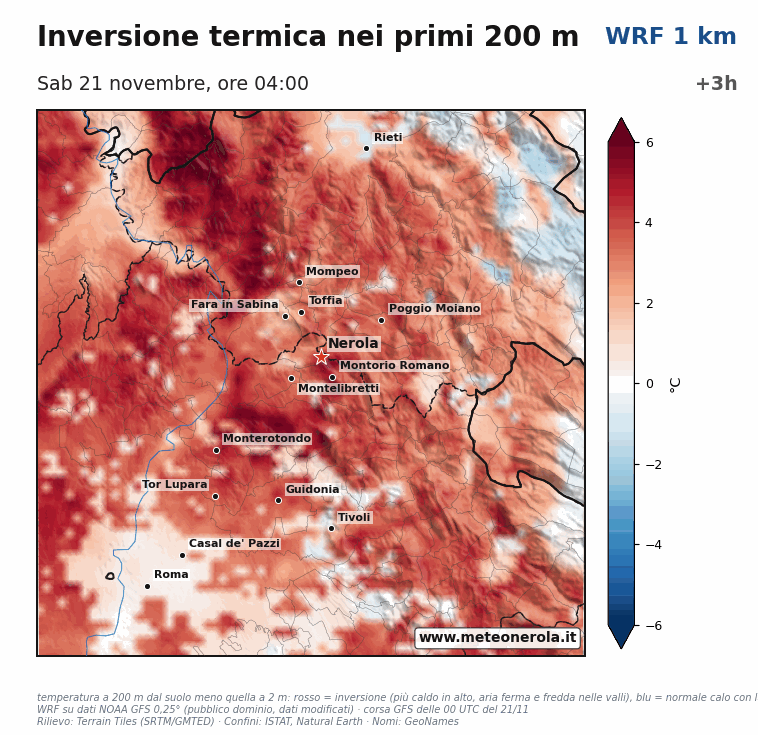 Inversione termica nei primi 200 m WRF 1 km
Sab 21 novembre, ore 04:00 +3h
Rieti
Mompeo
Fara in Sabina
Toffia
Poggio Moiano
Nerola
Montorio Romano
Montelibretti
Monterotondo
Tor Lupara
Guidonia
Tivoli
Casal de' Pazzi
Roma
www.meteonerola.it
6
4
2
0
−2
−4
−6
°C
temperatura a 200 m dal suolo meno quella a 2 m: rosso = inversione (più caldo in alto, aria ferma e fredda nelle valli), blu = normale calo con l
WRF su dati NOAA GFS 0,25° (pubblico dominio, dati modificati) · corsa GFS delle 00 UTC del 21/11
Rilievo: Terrain Tiles (SRTM/GMTED) · Confini: ISTAT, Natural Earth · Nomi: GeoNames